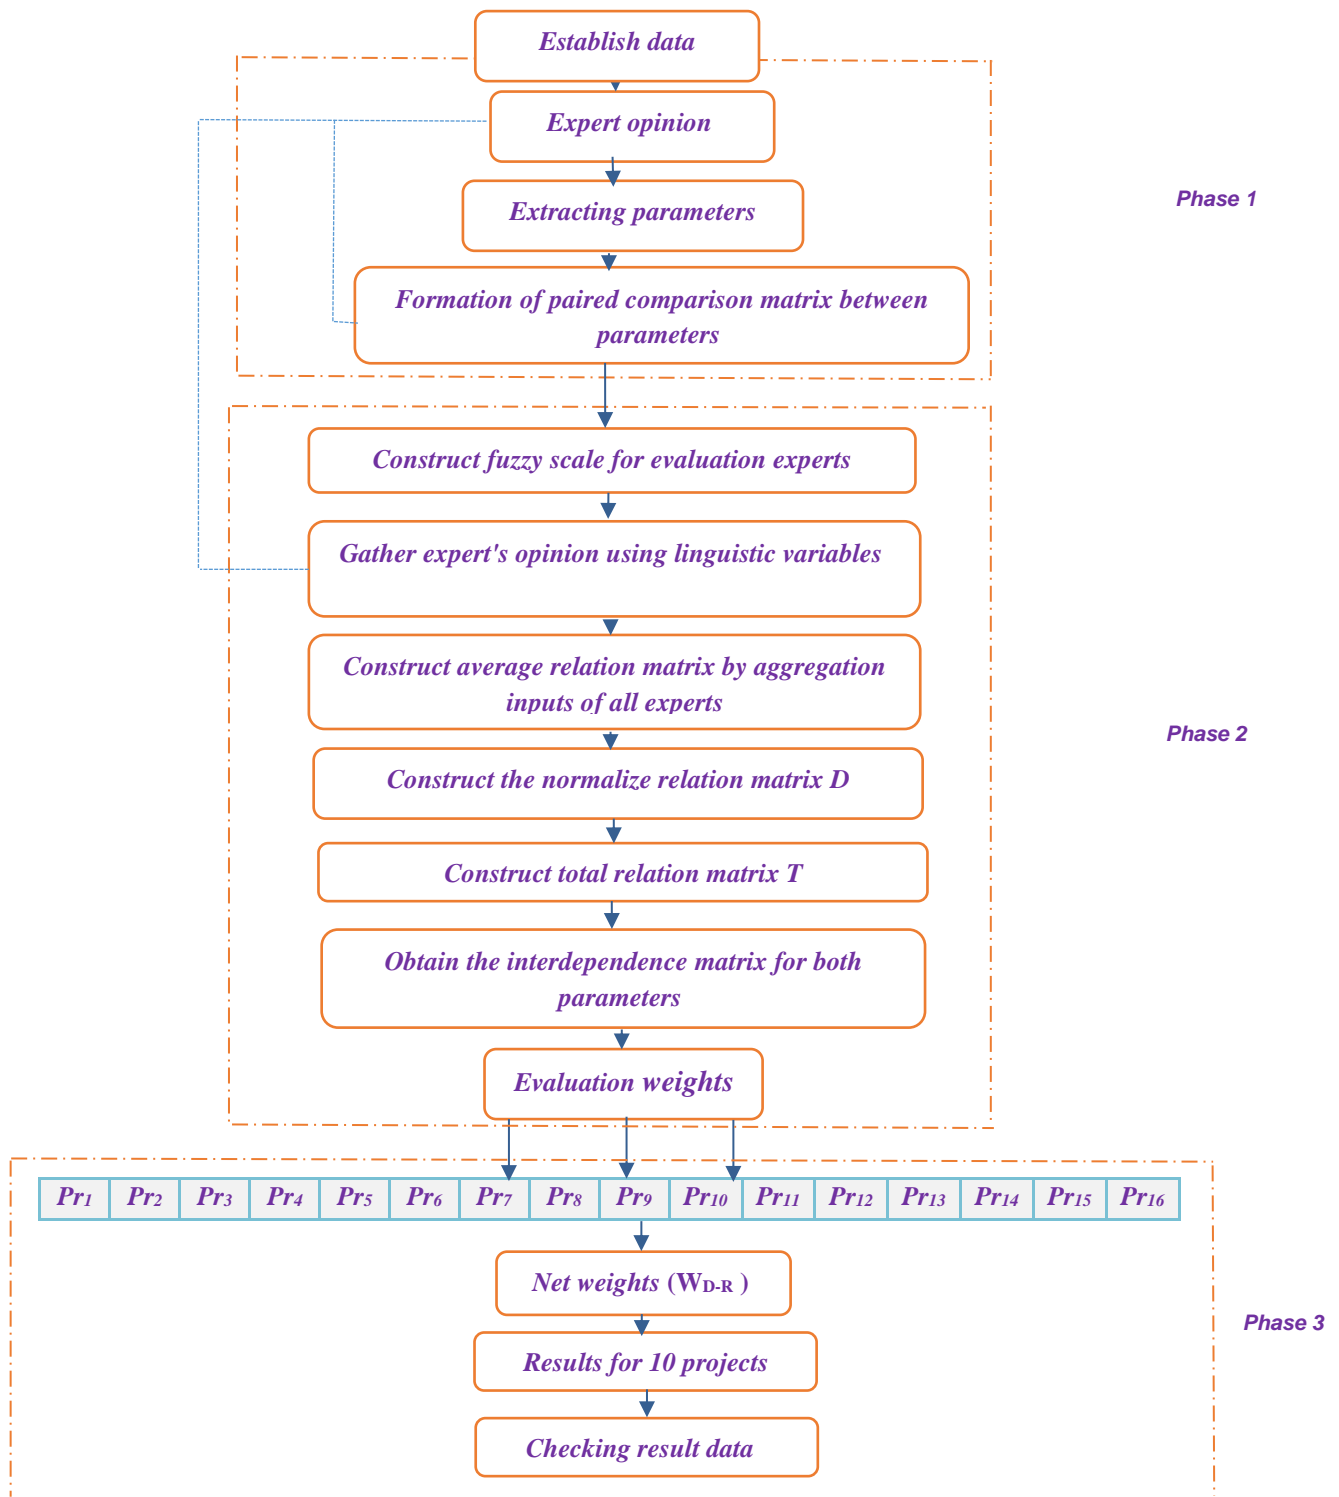 Establish data
Expert opinion
Extracting parameters
Phase 1
Formation of paired comparison matrix between
parameters
Construct fuzzy scale for evaluation experts
Gather expert's opinion using linguistic variables
Construct average relation matrix by aggregation
inputs of all experts
Phase 2
Construct the normalize relation matrix D
Construct total relation matrix T
Obtain the interdependence matrix for both
parameters
Evaluation weights
Pr1 Pr2 Pr3 Pr4 Pr5 Pr6 Pr7 Pr8 Pr9 Pr10 Pr11 Pr12 Pr13 Pr14 Pr15 Pr16
Net weights (WD-R )
Phase 3
Results for 10 projects
Checking result data